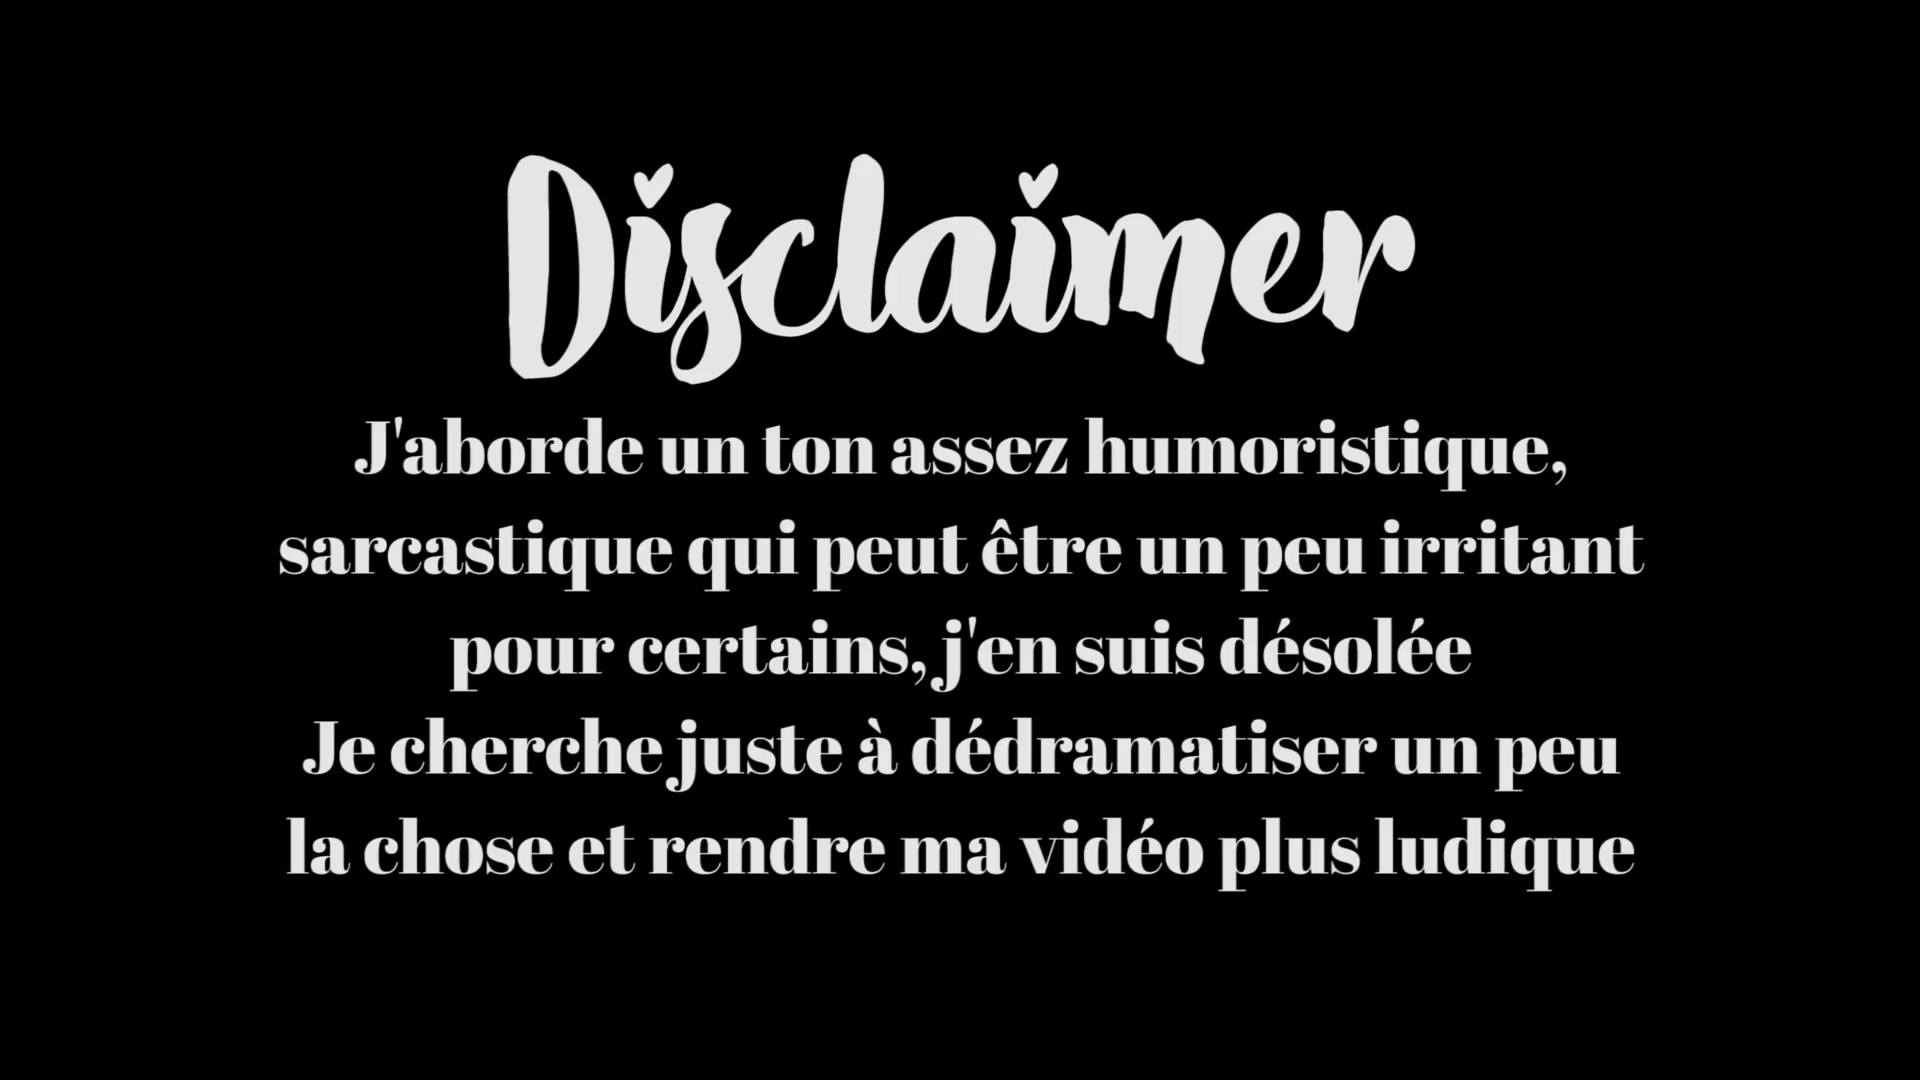 Disclaimer
J'aborde un ton assez humoristique,
sarcastique qui peut être un peu irritant
pour certains, j'en suis désolée
Je cherche juste à dédramatiser un peu
la chose et rendre ma vidéo plus ludique